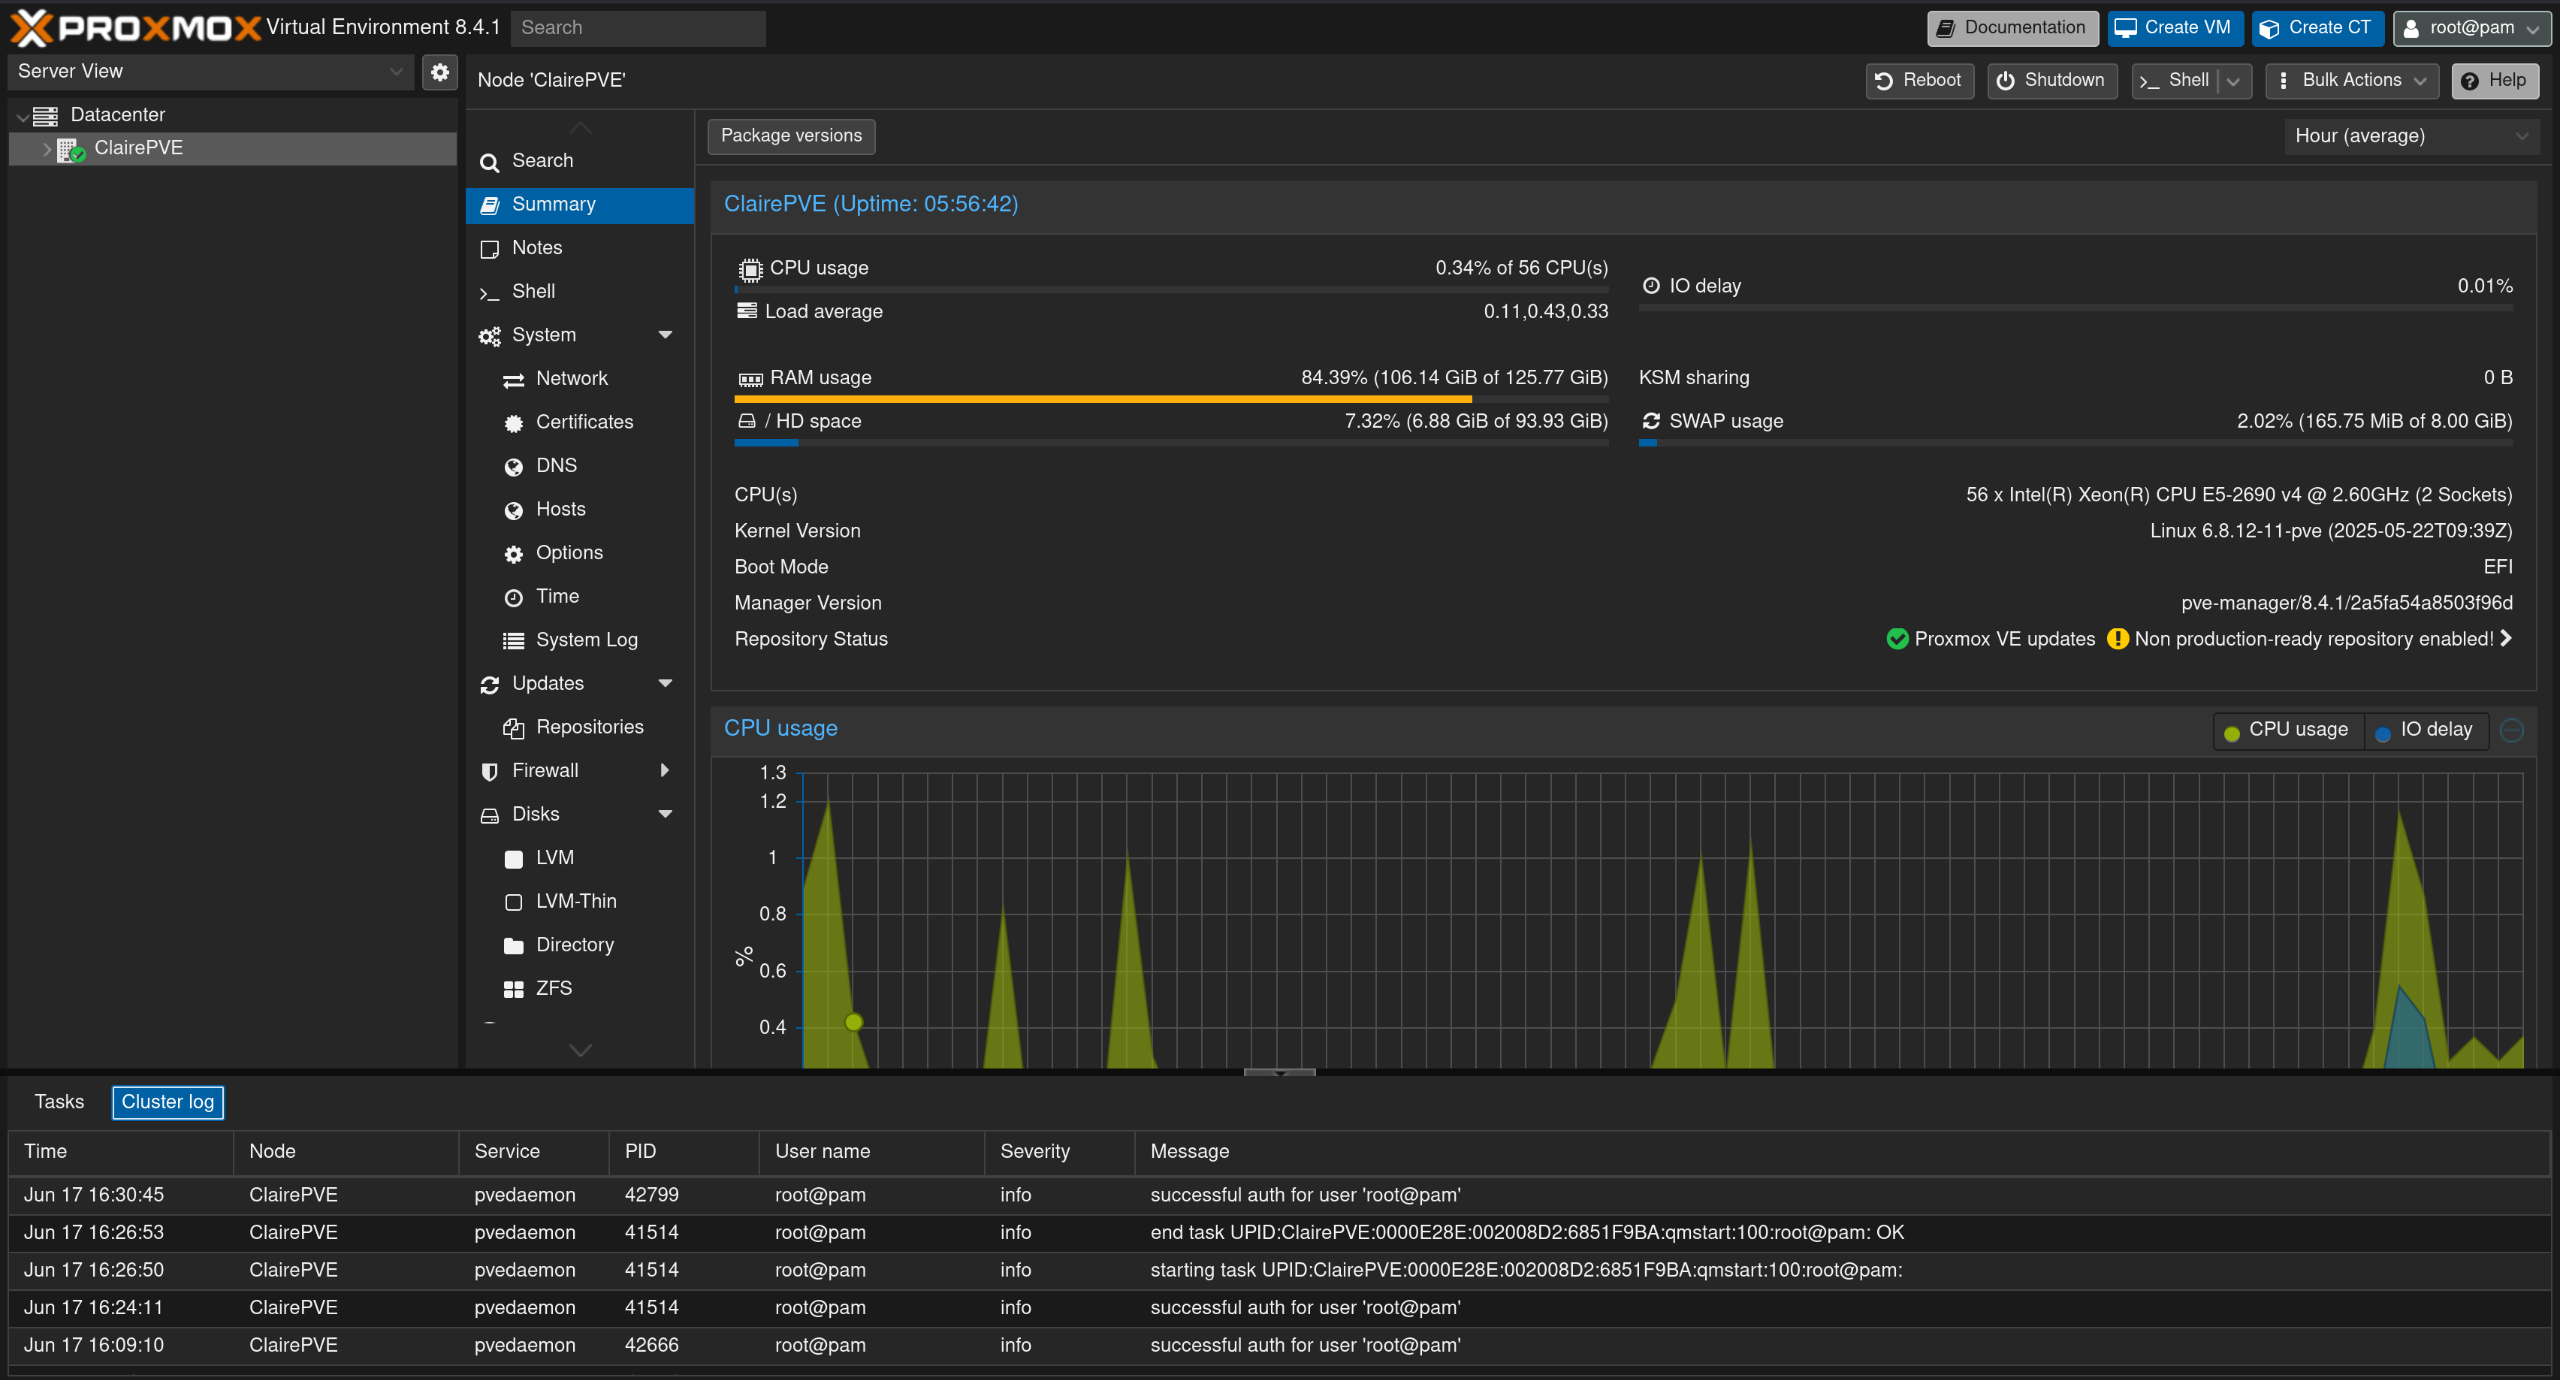 PROXMOX Virtual Environment 8.4.1 Search Documentation Create VM Create CT root@pam
Server View
Datacenter
ClairePVE
Node 'ClairePVE' Reboot Shutdown Shell Bulk Actions Help
Search
Summary
Notes
Shell
System
Network
Certificates
DNS
Hosts
Options
Time
System Log
Updates
Repositories
Firewall
Disks
LVM
LVM-Thin
Directory
ZFS
Package versions Hour (average)
ClairePVE (Uptime: 05:56:42)
CPU usage 0.34% of 56 CPU(s)
IO delay 0.01%
Load average 0.11,0.43,0.33
RAM usage 84.39% (106.14 GiB of 125.77 GiB) KSM sharing 0 B
/ HD space 7.32% (6.88 GiB of 93.93 GiB) SWAP usage 2.02% (165.75 MiB of 8.00 GiB)
CPU(s) 56 x Intel(R) Xeon(R) CPU E5-2690 v4 @ 2.60GHz (2 Sockets)
Kernel Version Linux 6.8.12-11-pve (2025-05-22T09:39Z)
Boot Mode EFI
Manager Version pve-manager/8.4.1/2a5fa54a8503f96d
Repository Status Proxmox VE updates Non production-ready repository enabled!
CPU usage CPU usage IO delay
1.3
1.2
1
0.8
%
0.6
0.4
Tasks Cluster log
Time Node Service PID User name Severity Message
Jun 17 16:30:45 ClairePVE pvedaemon 42799 root@pam info successful auth for user 'root@pam'
Jun 17 16:26:53 ClairePVE pvedaemon 41514 root@pam info end task UPID:ClairePVE:0000E28E:002008D2:6851F9BA:qmstart:100:root@pam: OK
Jun 17 16:26:50 ClairePVE pvedaemon 41514 root@pam info starting task UPID:ClairePVE:0000E28E:002008D2:6851F9BA:qmstart:100:root@pam:
Jun 17 16:24:11 ClairePVE pvedaemon 41514 root@pam info successful auth for user 'root@pam'
Jun 17 16:09:10 ClairePVE pvedaemon 42666 root@pam info successful auth for user 'root@pam'